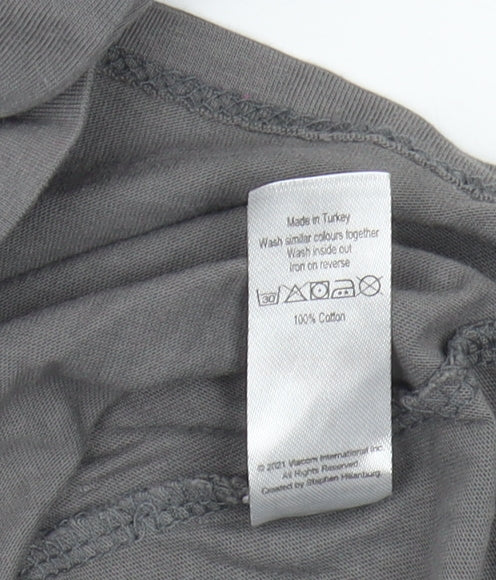 Made in Turkey
Wash similar colours together
Wash inside out
Iron on reverse
30
100% Cotton
© 2021 Viacom International Inc.
All Rights Reserved.
Created by Stephen Hillenburg.